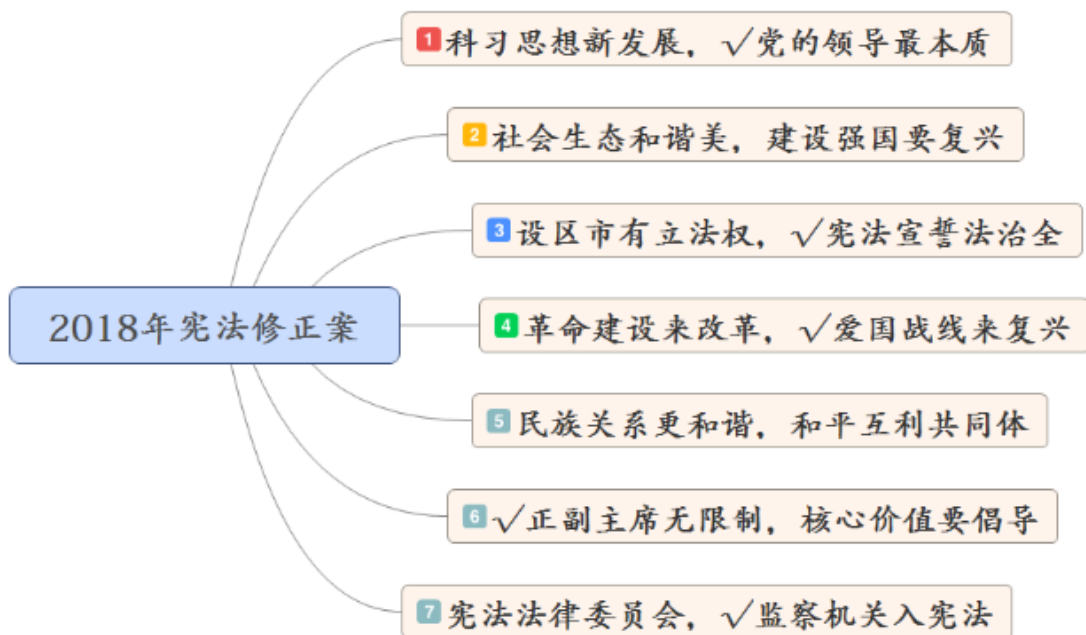 1 科习思想新发展，√党的领导最本质
2 社会生态和谐美，建设强国要复兴
3 设区市有立法权，√宪法宣誓法治全
2018年宪法修正案
4 革命建设来改革，√爱国战线来复兴
5 民族关系更和谐，和平互利共同体
6 √正副主席无限制，核心价值要倡导
7 宪法法律委员会，√监察机关入宪法